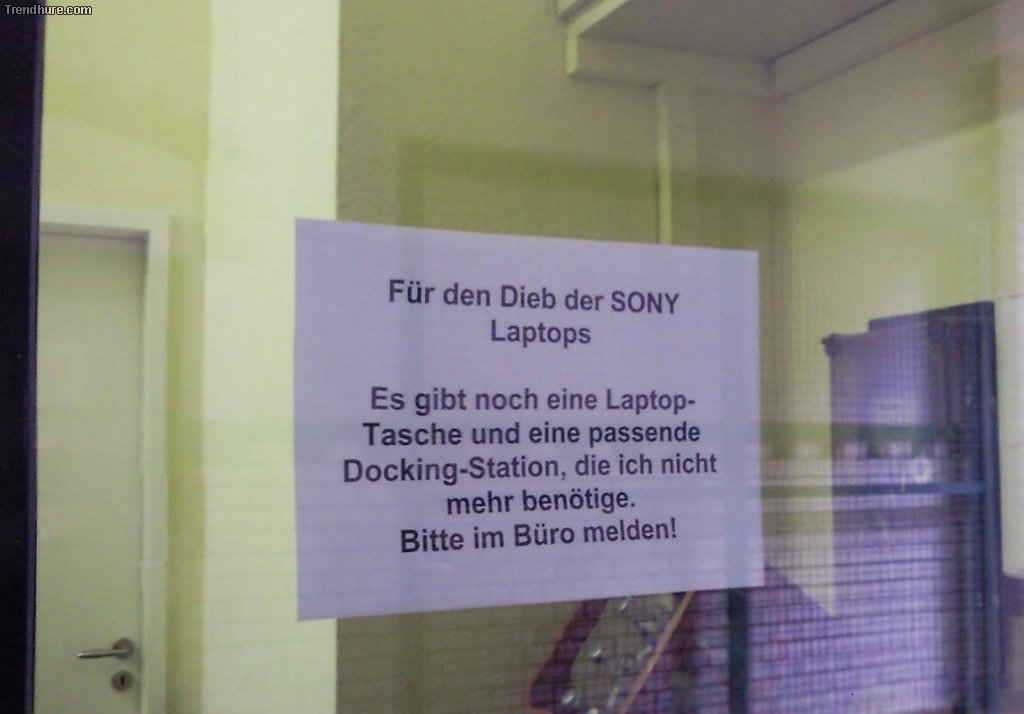 Trendhure.com
Für den Dieb der SONY
Laptops
Es gibt noch eine Laptop-
Tasche und eine passende
Docking-Station, die ich nicht
mehr benötige.
Bitte im Büro melden!